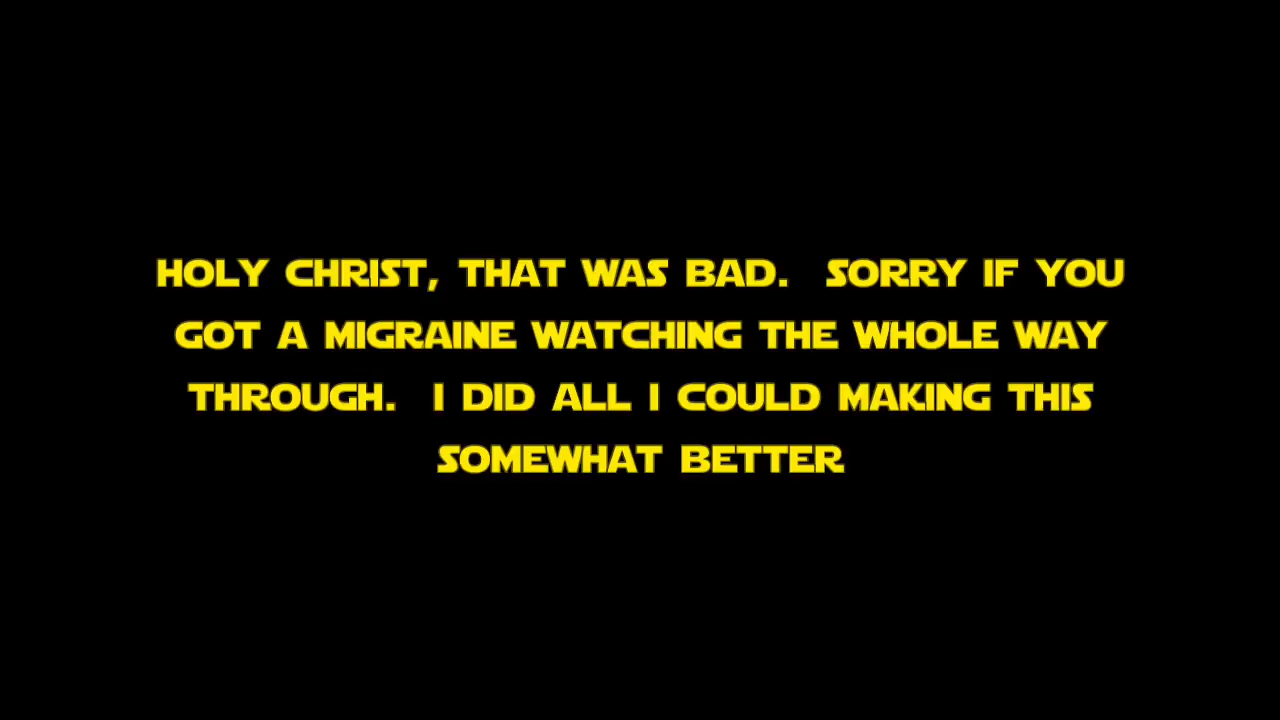 HOLY CHRIST, THAT WAS BAD.  SORRY IF YOU
GOT A MIGRAINE WATCHING THE WHOLE WAY
THROUGH.  I DID ALL I COULD MAKING THIS
SOMEWHAT BETTER